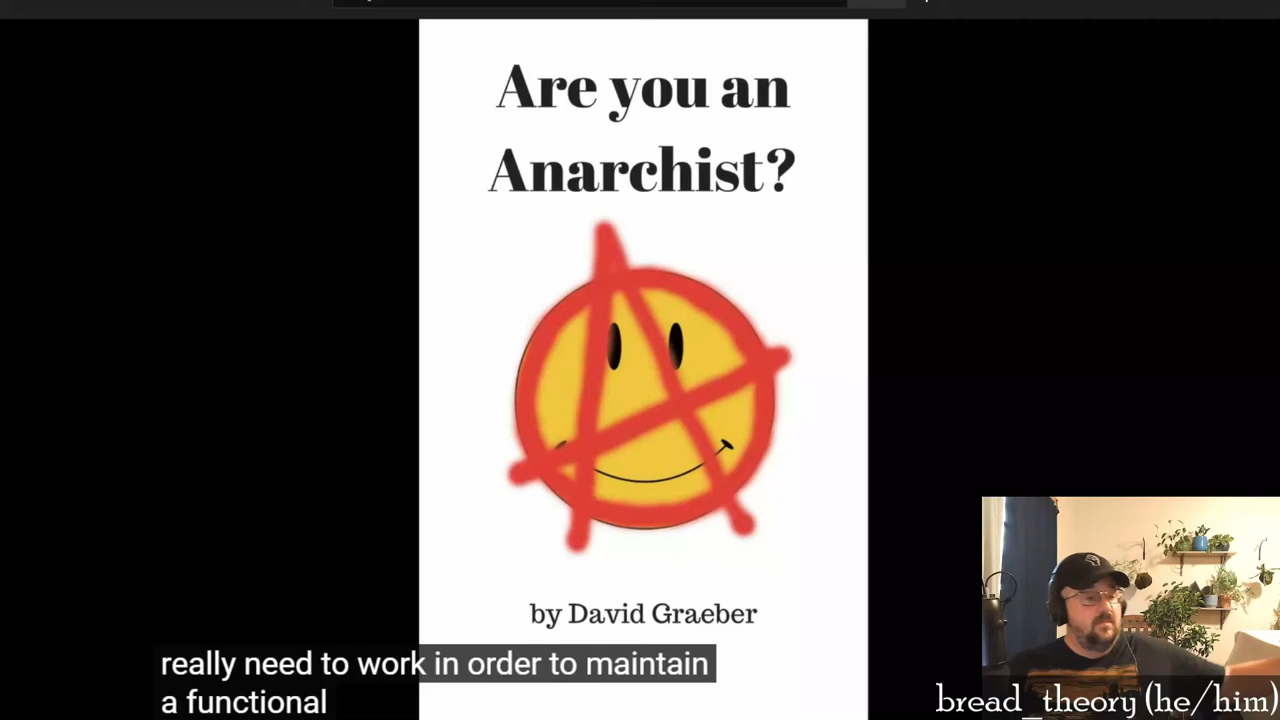 Are you an
Anarchist?
by David Graeber
really need to work in order to maintain
a functional
bread_theory (he/him)